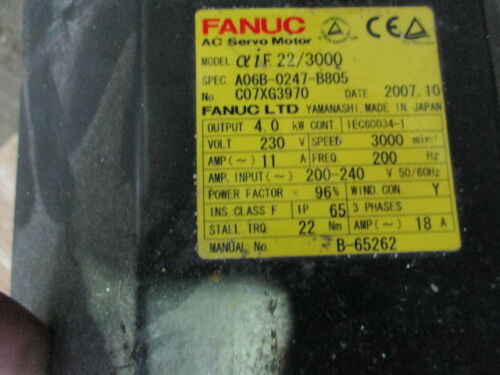 FANUC
AC Servo Motor
MODEL αiF 22/3000
SPEC. A06B-0247-B805
No C07XG3970 DATE 2007.10
FANUC LTD YAMANASHI, MADE IN JAPAN
OUTPUT 4.0 kW CONT. IEC60034-1
VOLT 230 V SPEED 3000 min⁻¹
AMP (~) 11 A FREQ. 200 Hz
AMP. INPUT (~) 200-240 V 50/60Hz
POWER FACTOR 96% WIND.CON. Y
INS.CLASS F IP 65 3 PHASES
STALL TRQ. 22 Nm AMP(~) 18 A
MANUAL No. B-65262